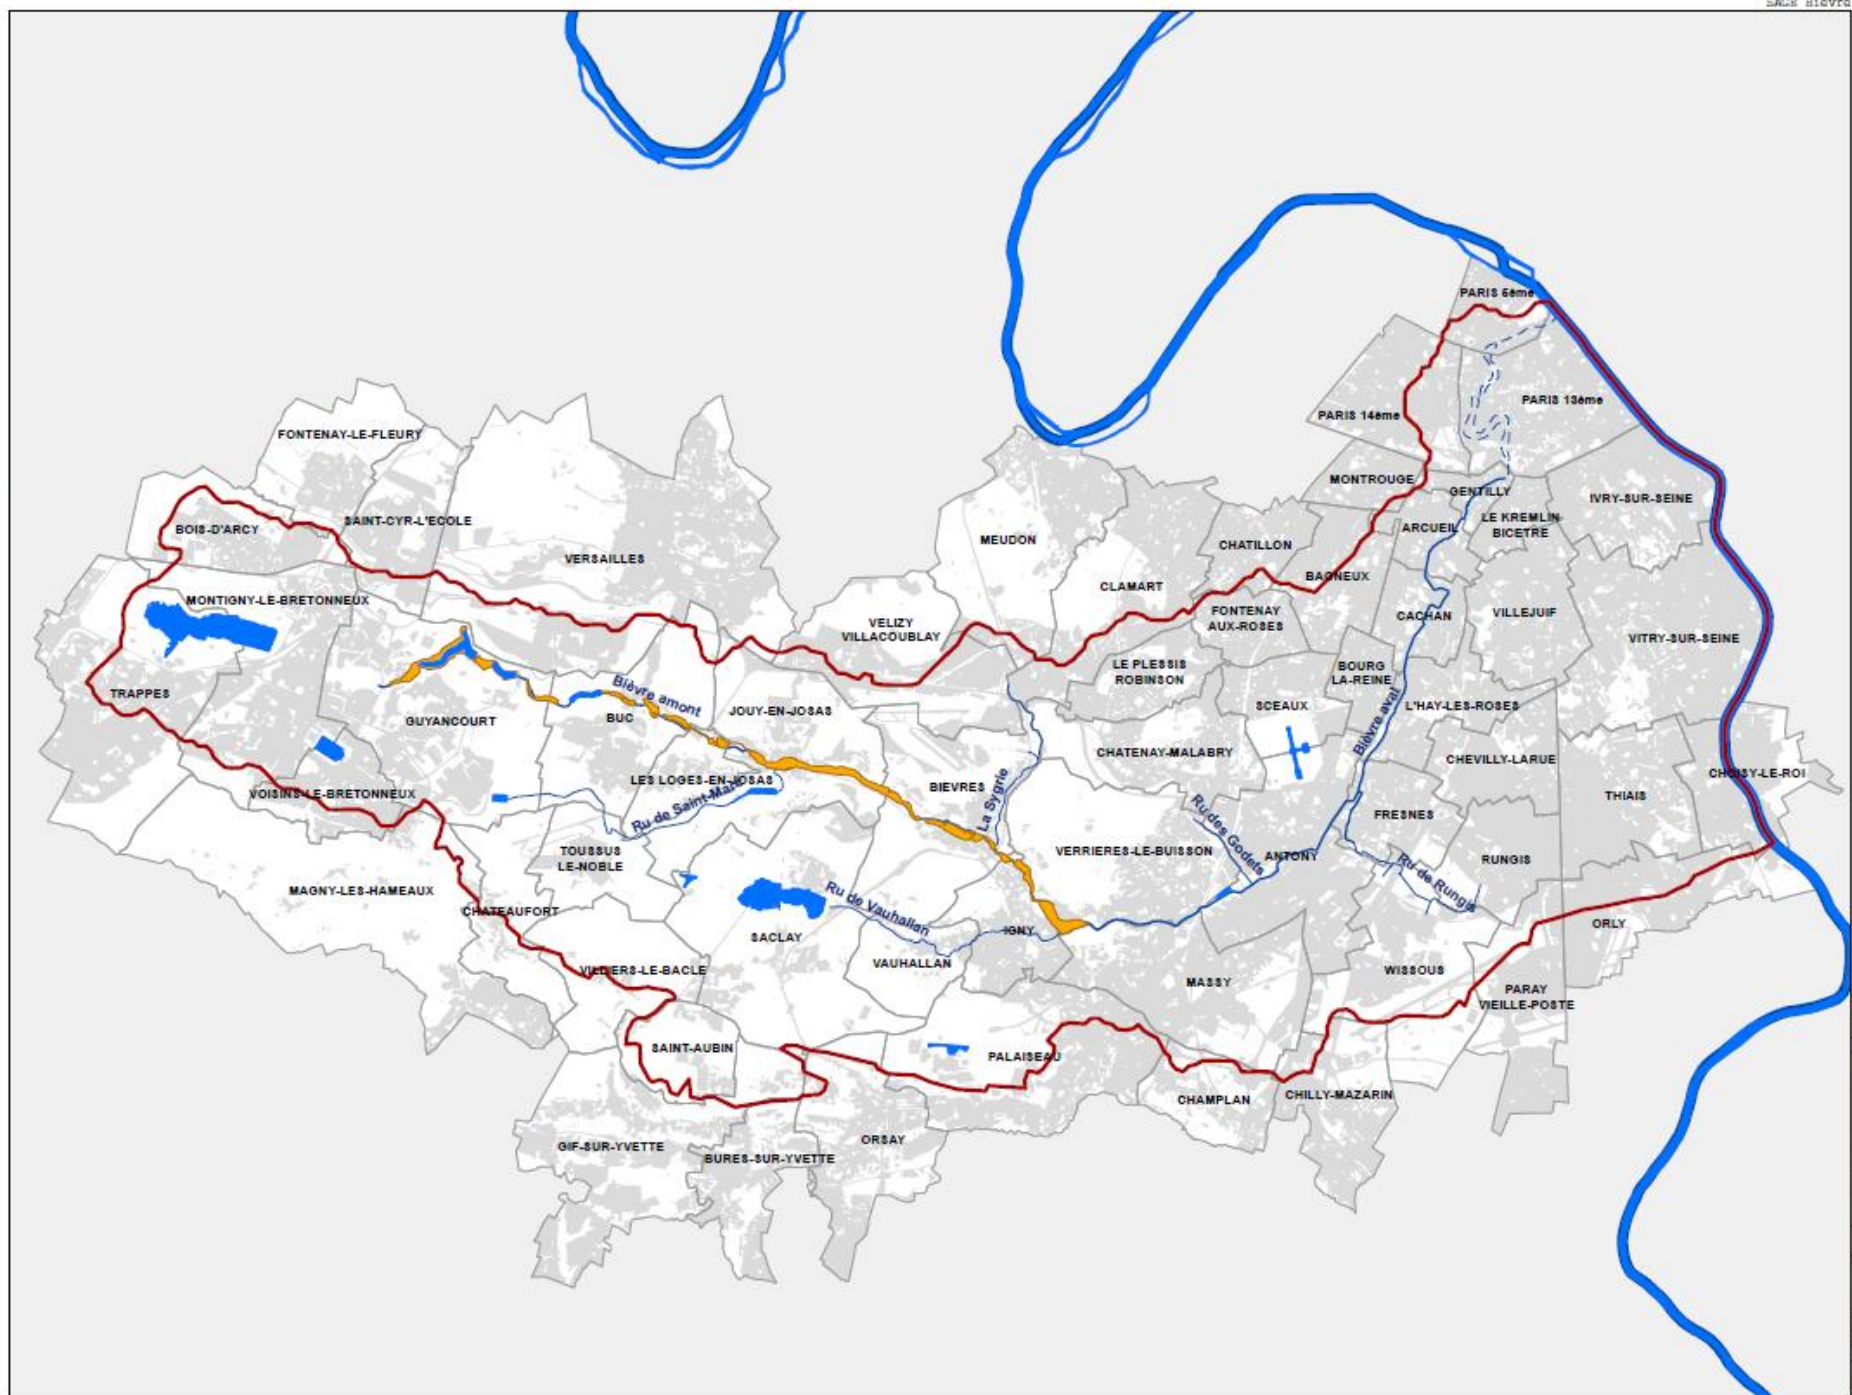 SAGE Bièvre
PARIS 5ème
PARIS 13ème
PARIS 14ème
FONTENAY-LE-FLEURY
MONTROUGE
GENTILLY
IVRY-SUR-SEINE
BOIS-D'ARCY
SAINT-CYR-L'ECOLE
ARCUEIL
LE KREMLIN
BICETRE
VERSAILLES
MEUDON
CHATILLON
BAGNEUX
CLAMART
MONTIGNY-LE-BRETONNEUX
FONTENAY
AUX-ROSES
CACHAN
VILLEJUIF
VELIZY
VILLACOUBLAY
VITRY-SUR-SEINE
LE PLESSIS
ROBINSON
BOURG
LA-REINE
TRAPPES
Bièvre amont
GUYANCOURT
BUC
JOUY-EN-JOSAS
SCEAUX
L'HAY-LES-ROSES
Bièvre aval
CHATENAY-MALABRY
CHEVILLY-LARUE
CHOISY-LE-ROI
LES LOGES-EN-JOSAS
BIEVRES
La Sygrie
VOISINS-LE-BRETONNEUX
THIAIS
Ru de Saint-Marc
Ru des Godets
FRESNES
TOUSSUS
LE-NOBLE
VERRIERES-LE-BUISSON
ANTONY
RUNGIS
Ru de Rungis
MAGNY-LES-HAMEAUX
CHATEAUFORT
Ru de Vauhallan
SACLAY
IGNY
ORLY
VILLIERS-LE-BACLE
VAUHALLAN
MASSY
WISSOUS
PARAY
VIEILLE-POSTE
SAINT-AUBIN
PALAISEAU
CHAMPLAN
CHILLY-MAZARIN
GIF-SUR-YVETTE
BURES-SUR-YVETTE
ORSAY